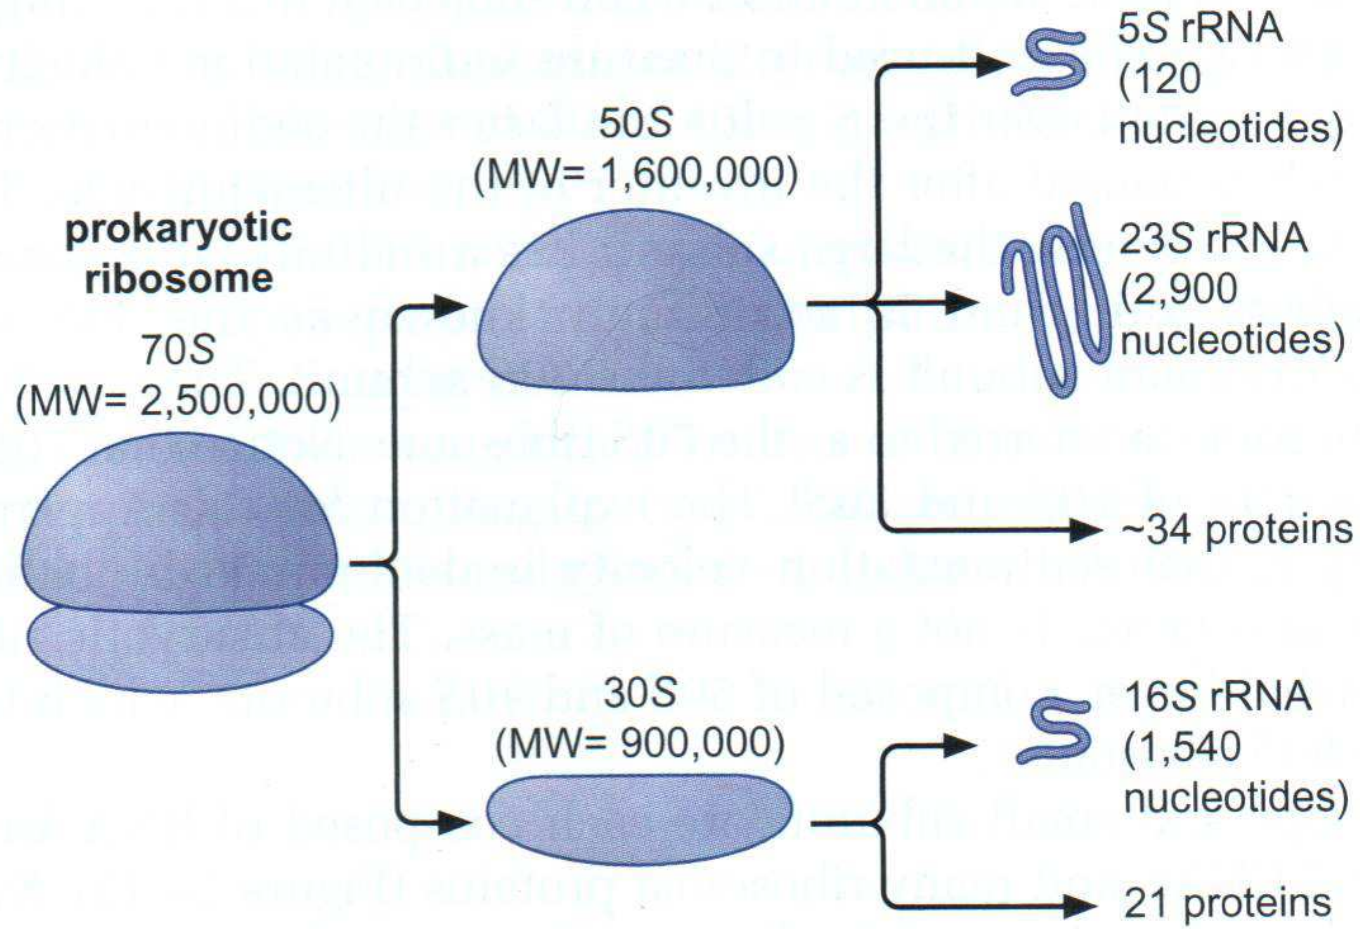 prokaryotic
ribosome
70S
(MW= 2,500,000)
50S
(MW= 1,600,000)
5S rRNA
(120
nucleotides)
23S rRNA
(2,900
nucleotides)
~34 proteins
30S
(MW= 900,000)
16S rRNA
(1,540
nucleotides)
21 proteins